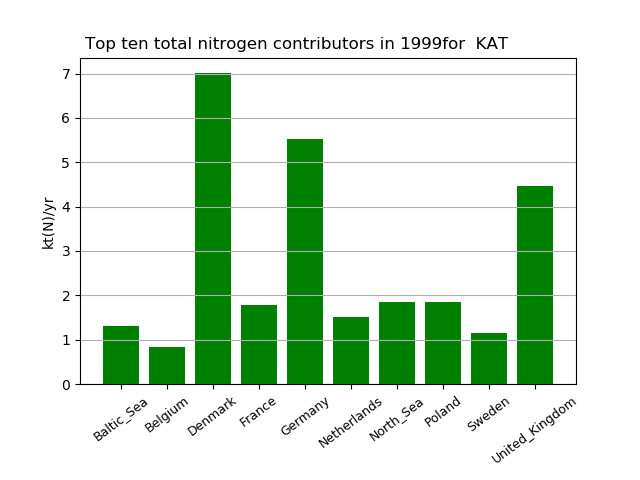 Top ten total nitrogen contributors in 1999for  KAT
kt(N)/yr
7
6
5
4
3
2
1
0
Baltic_Sea
Belgium
Denmark
France
Germany
Netherlands
North_Sea
Poland
Sweden
United_Kingdom